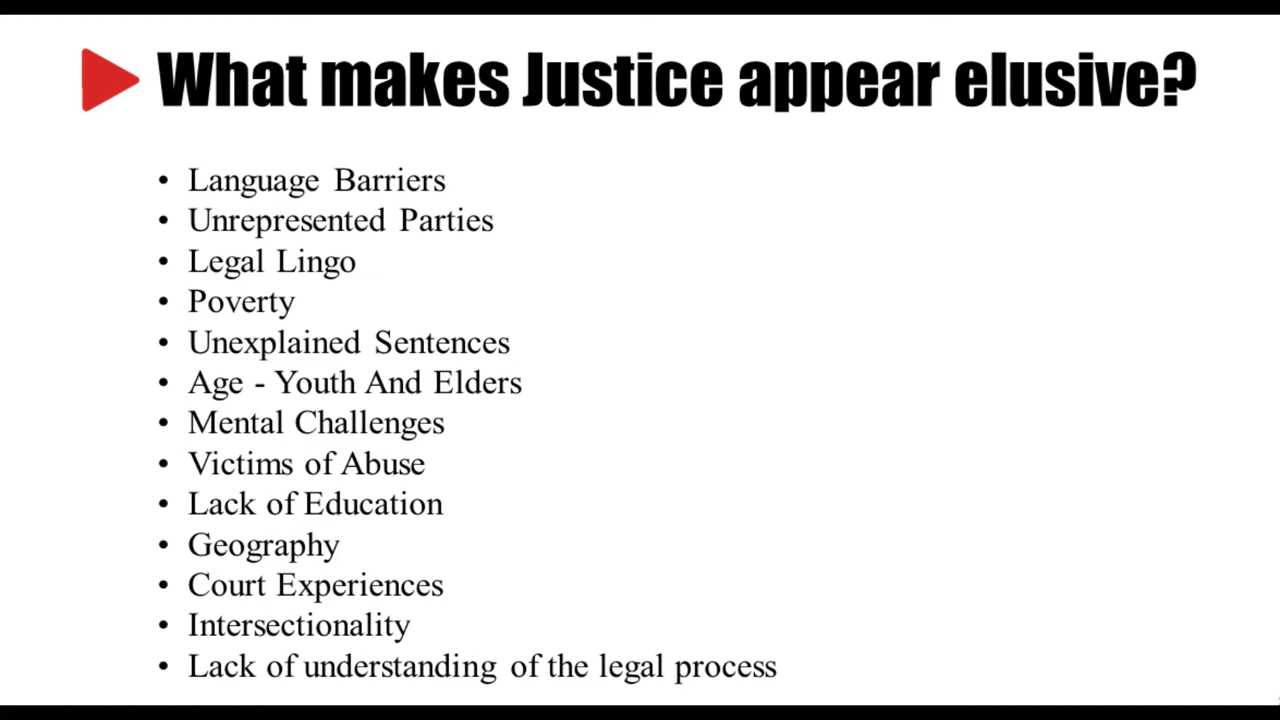 What makes Justice appear elusive?
• Language Barriers
• Unrepresented Parties
• Legal Lingo
• Poverty
• Unexplained Sentences
• Age - Youth And Elders
• Mental Challenges
• Victims of Abuse
• Lack of Education
• Geography
• Court Experiences
• Intersectionality
• Lack of understanding of the legal process